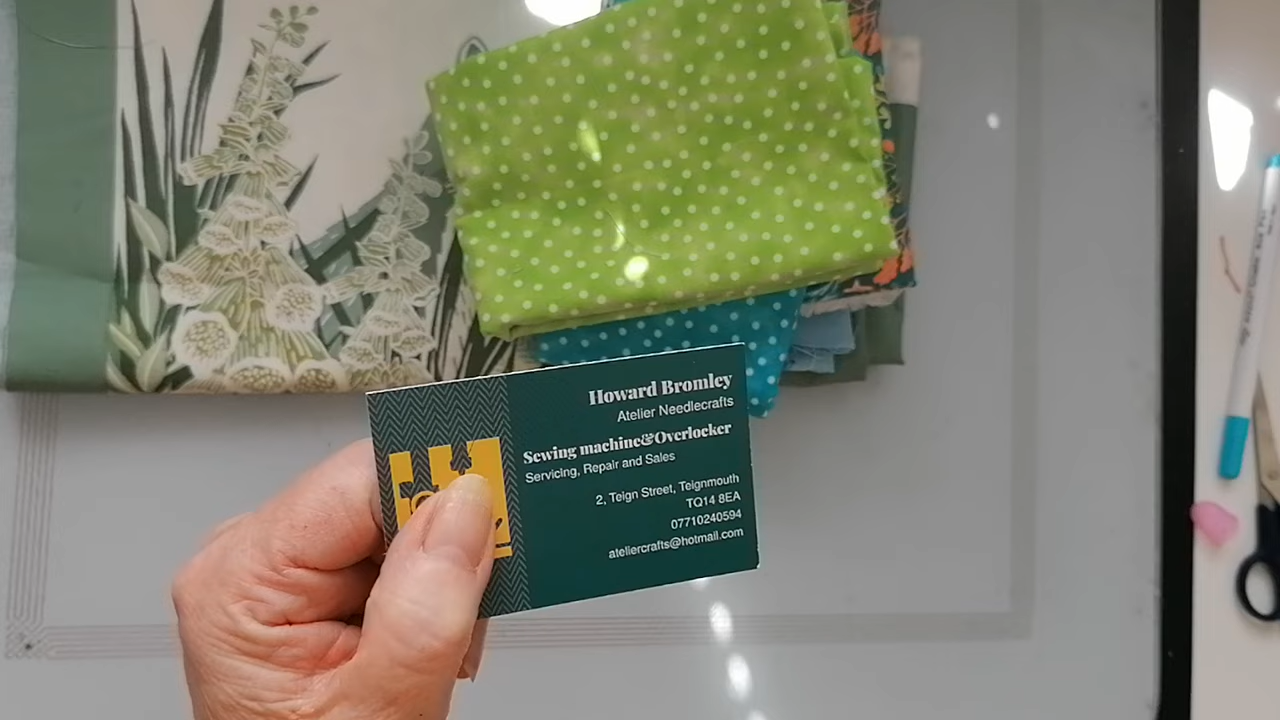 Howard Bromley
Atelier Needlecrafts
Sewing machine&Overlocker
Servicing, Repair and Sales
2, Teign Street, Teignmouth
TQ14 8EA
07710240594
ateliercrafts@hotmail.com